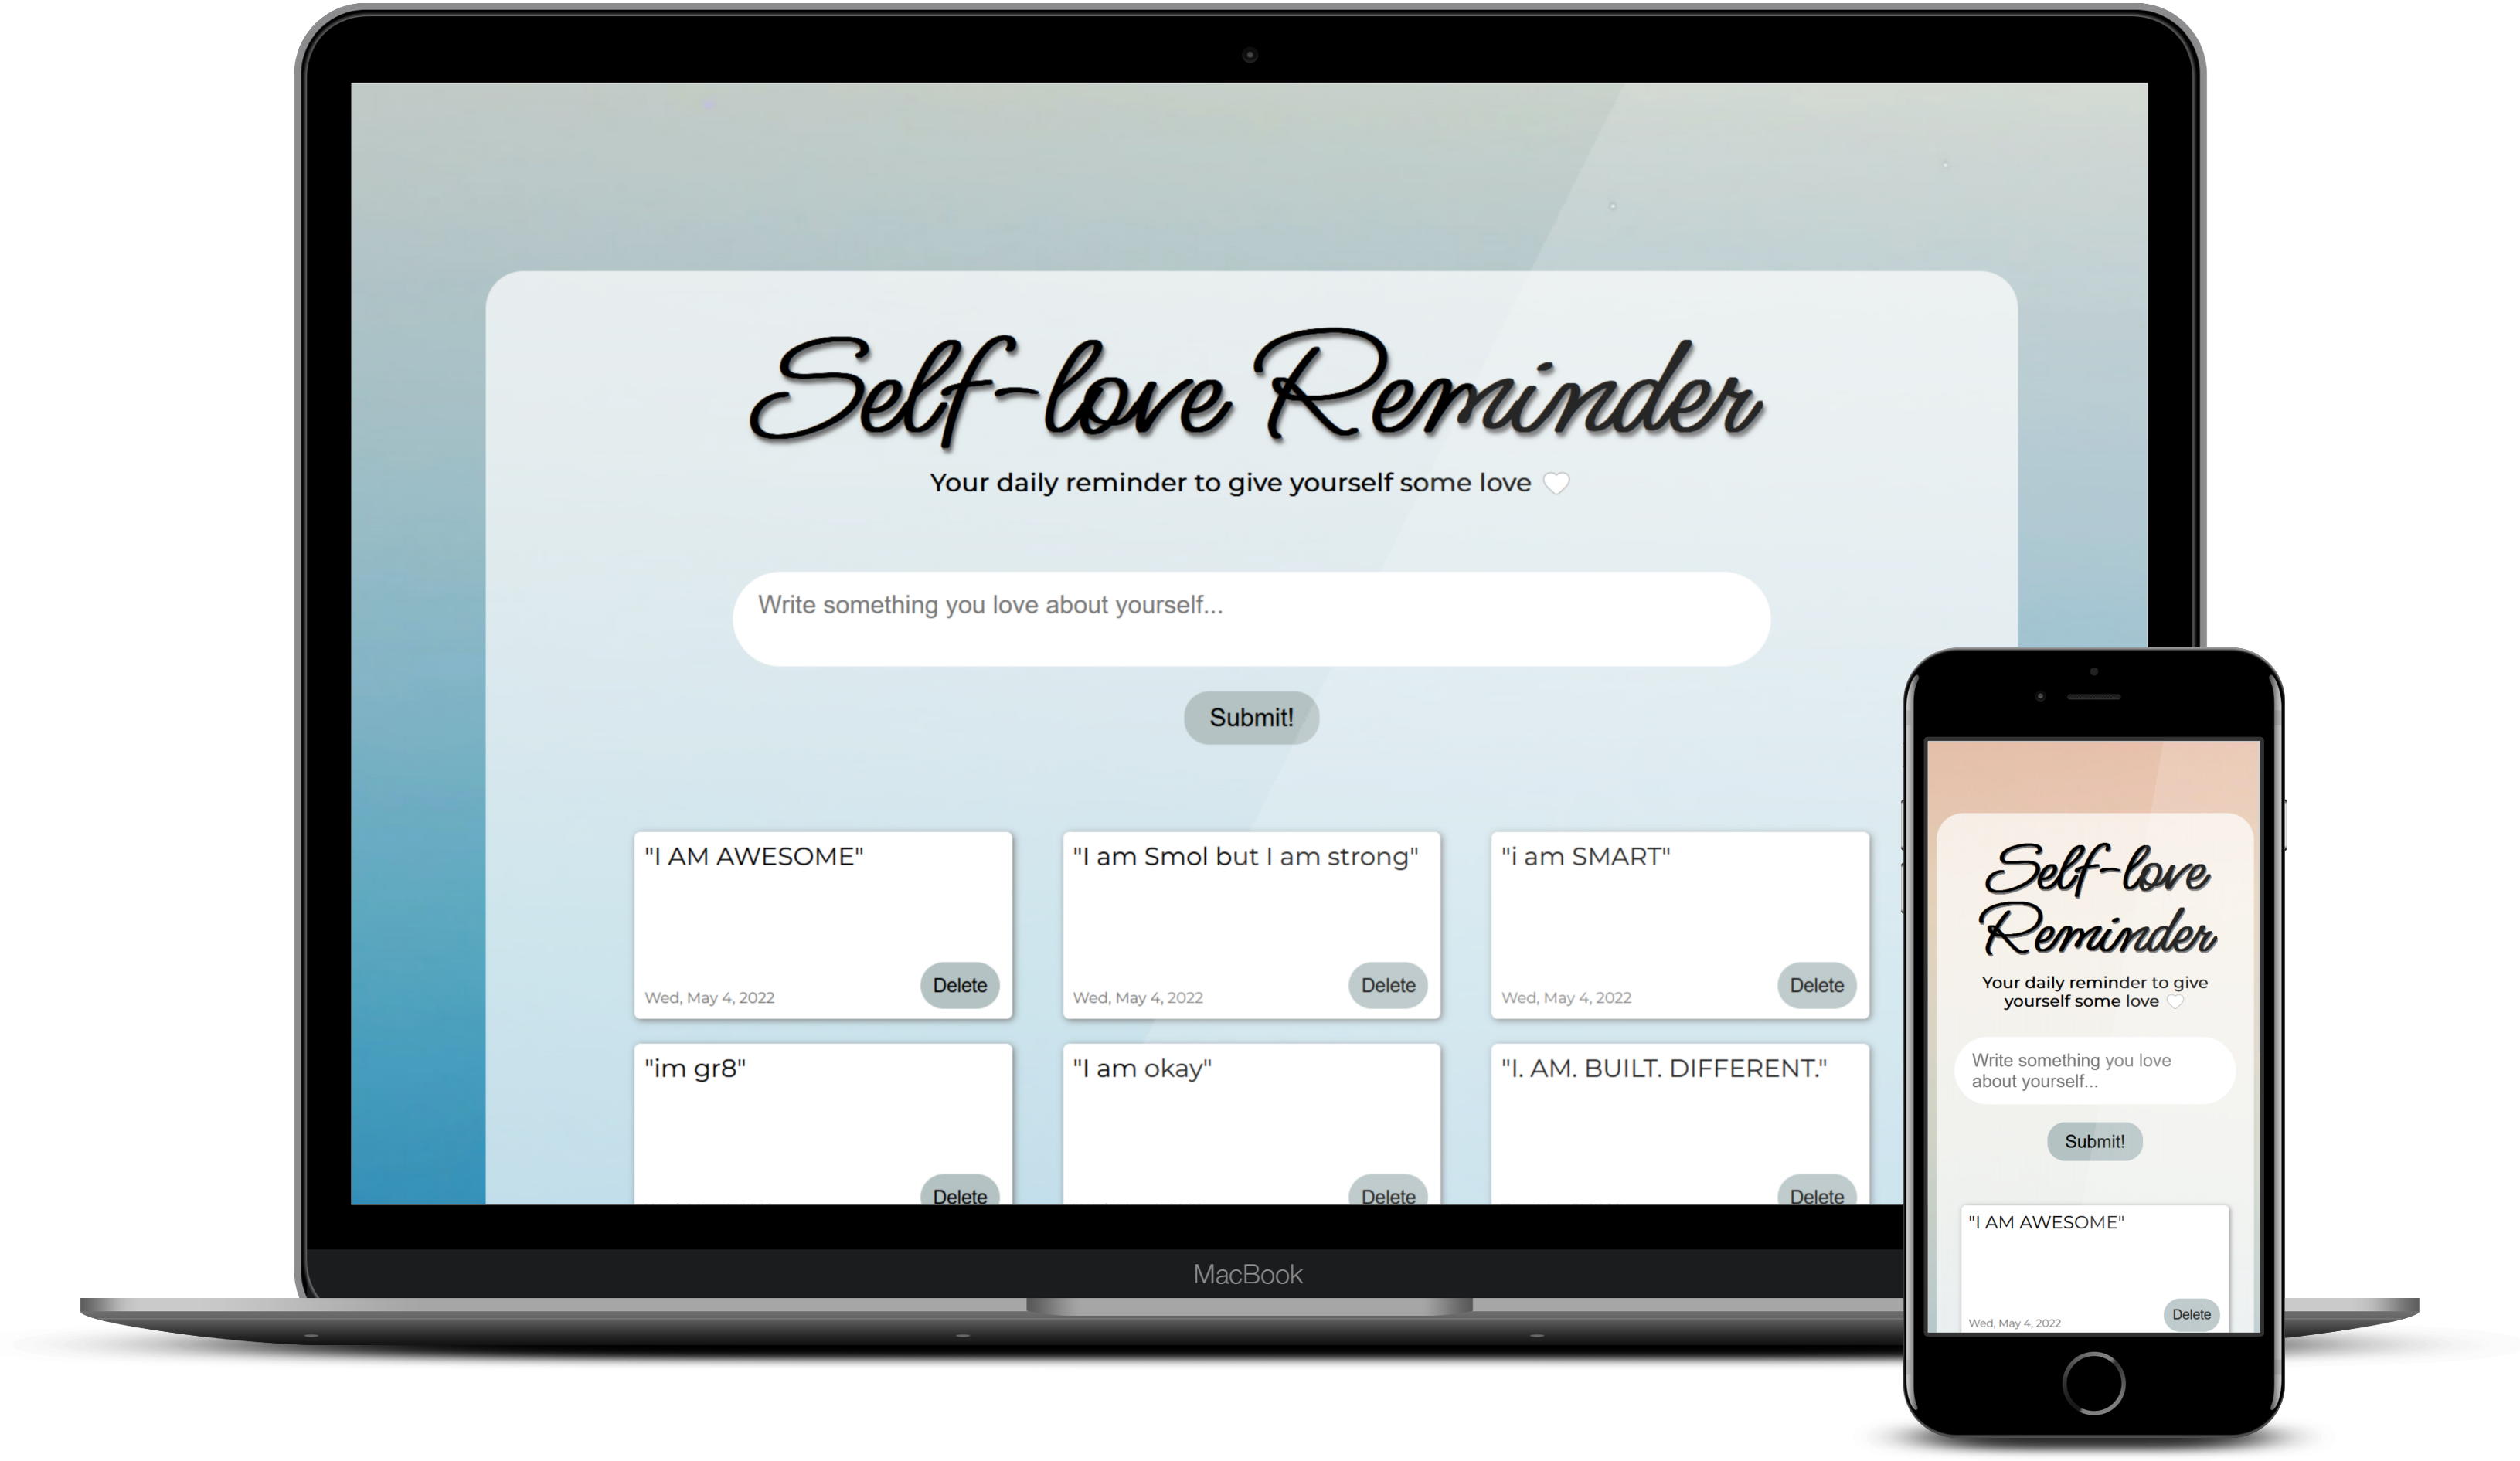 Self-love Reminder
Your daily reminder to give yourself some love 🤍
Write something you love about yourself...
Submit!
"I AM AWESOME"
Wed, May 4, 2022
Delete
"I am Smol but I am strong"
Wed, May 4, 2022
Delete
"i am SMART"
Wed, May 4, 2022
Delete
"im gr8"
Delete
"I am okay"
Delete
"I. AM. BUILT. DIFFERENT."
Delete
MacBook
Self-love
Reminder
Your daily reminder to give
yourself some love 🤍
Write something you love
about yourself...
Submit!
"I AM AWESOME"
Wed, May 4, 2022
Delete